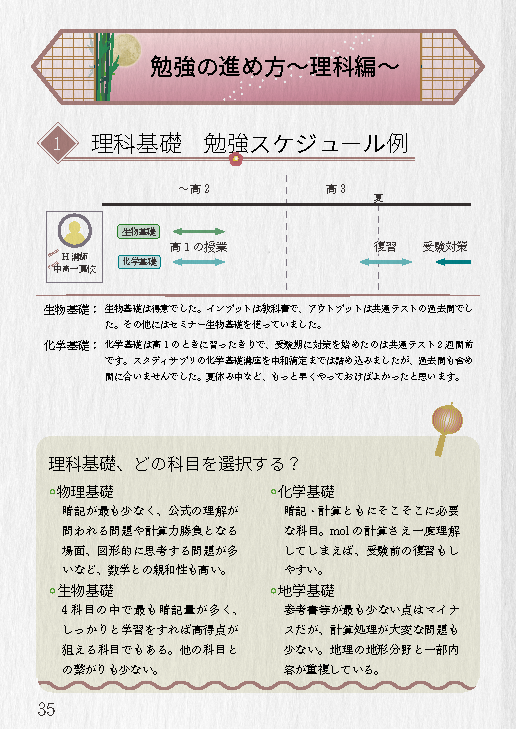 勉強の進め方～理科編～
1 理科基礎 勉強スケジュール例
～高2 高3
夏
生物基礎
高1の授業 復習 受験対策
化学基礎
H講師
中高一貫校
生物基礎： 生物基礎は得意でした。インプットは教科書で、アウトプットは共通テストの過去問でし
た。その他にはセミナー生物基礎を使っていました。
化学基礎： 化学基礎は高1のときに習ったきりで、受験期に対策を始めたのは共通テスト2週間前
です。スタディサプリの化学基礎講座を中和滴定までは詰め込みましたが、過去問も含め
間に合いませんでした。夏休み中など、もっと早くやっておけばよかったと思います。
理科基礎、どの科目を選択する？
物理基礎
暗記が最も少なく、公式の理解が
問われる問題や計算力勝負となる
場面、図形的に思考する問題が多
いなど、数学との親和性も高い。
生物基礎
4科目の中で最も暗記量が多く、
しっかりと学習をすれば高得点が
狙える科目でもある。他の科目と
の繋がりも少ない。
化学基礎
暗記・計算ともにそこそこに必要
な科目。molの計算さえ一度理解
してしまえば、受験前の復習もし
やすい。
地学基礎
参考書等が最も少ない点はマイナ
スだが、計算処理が大変な問題も
少ない。地理の地形分野と一部内
容が重複している。
35